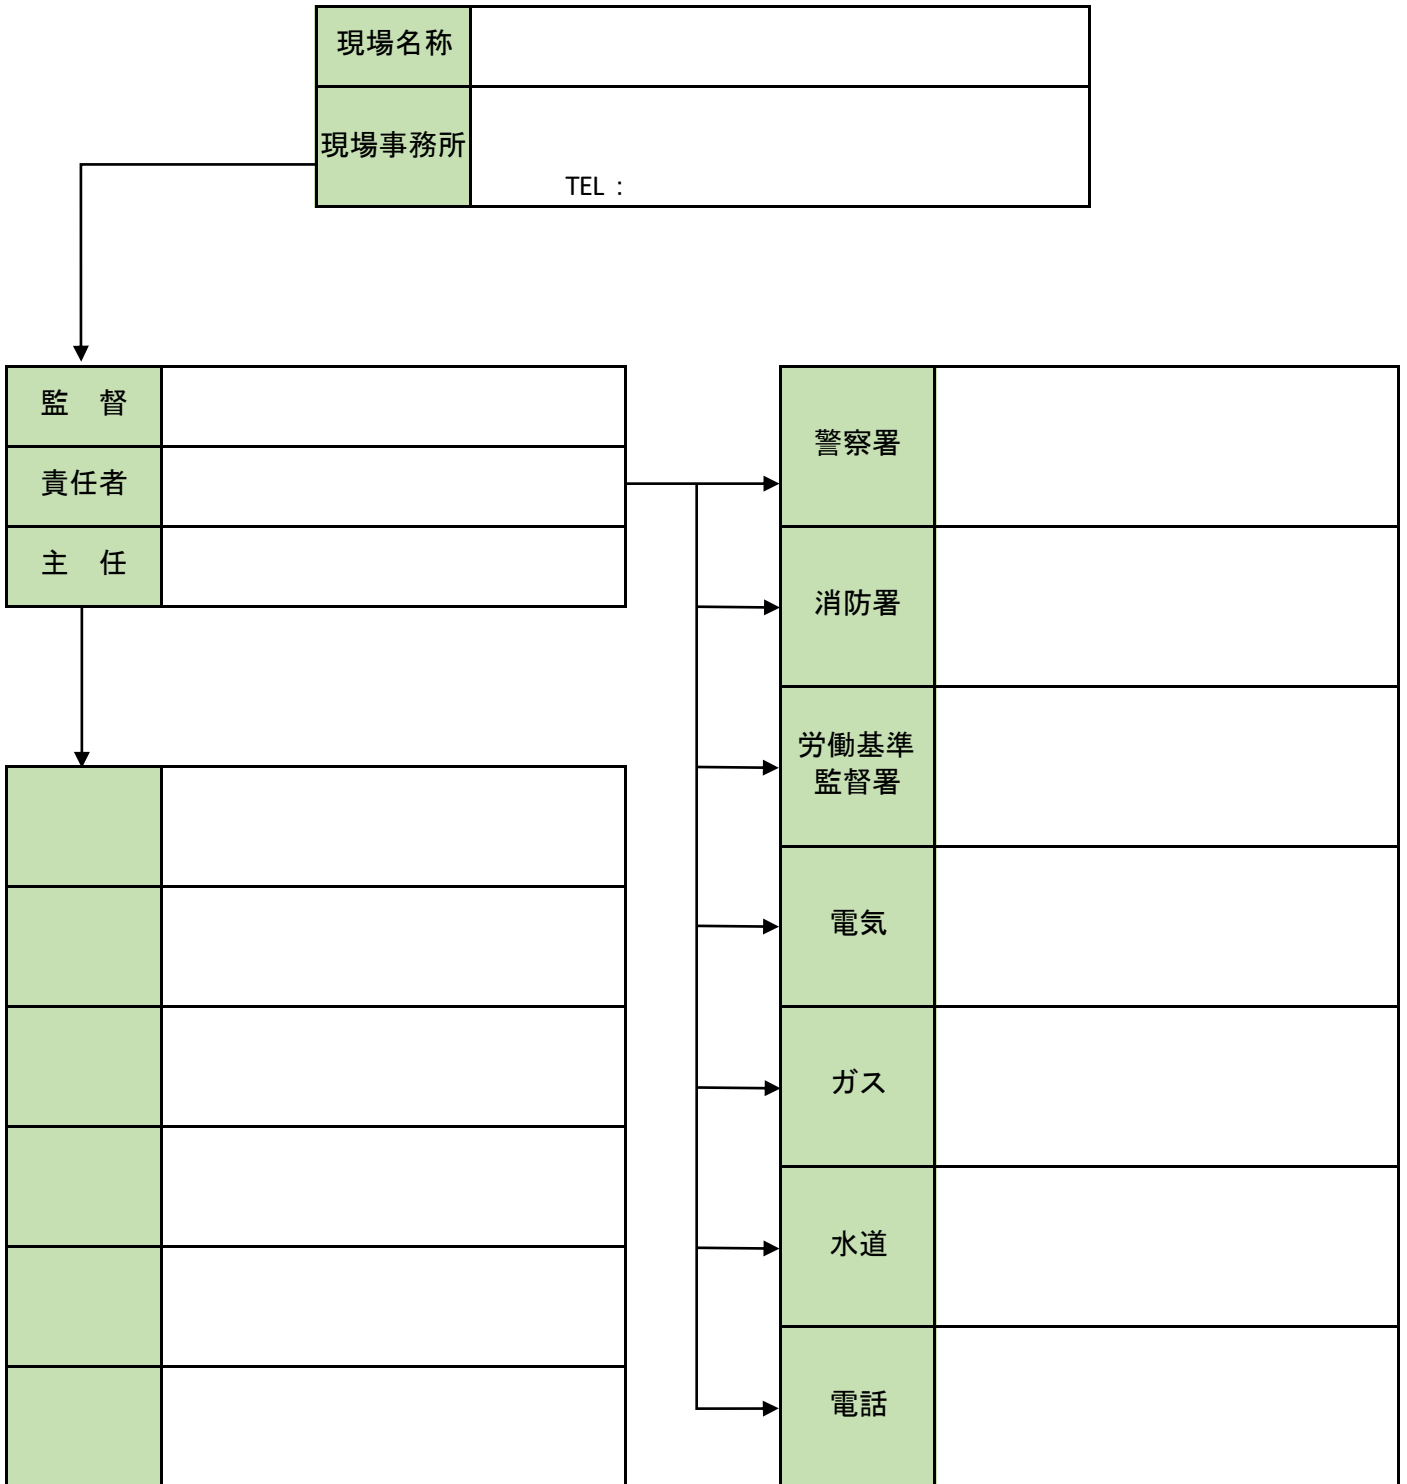 現場名称
現場事務所
TEL :
監　督
責任者
主　任
警察署
消防署
労働基準
監督署
電気
ガス
水道
電話